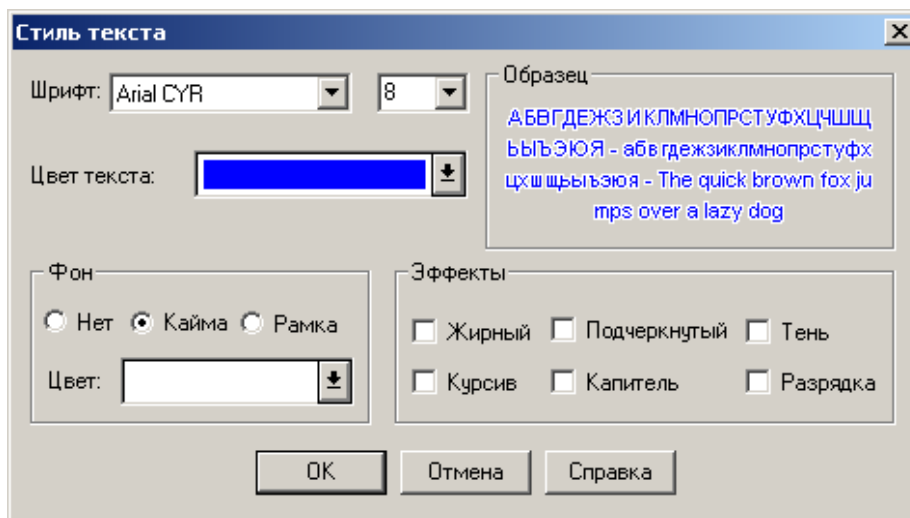 Стиль текста
Шрифт: Arial CYR 8
Образец
АБВГДЕЖЗИКЛМНОПРСТУФХЦЧШЩ
ЬЫЪЭЮЯ - абвгдежзиклмнопрстуфх
цхшщьыъэюя - The quick brown fox ju
mps over a lazy dog
Цвет текста:
Фон
Нет Кайма Рамка
Цвет:
Эффекты
Жирный Подчеркнутый Тень
Курсив Капитель Разрядка
OK Отмена Справка